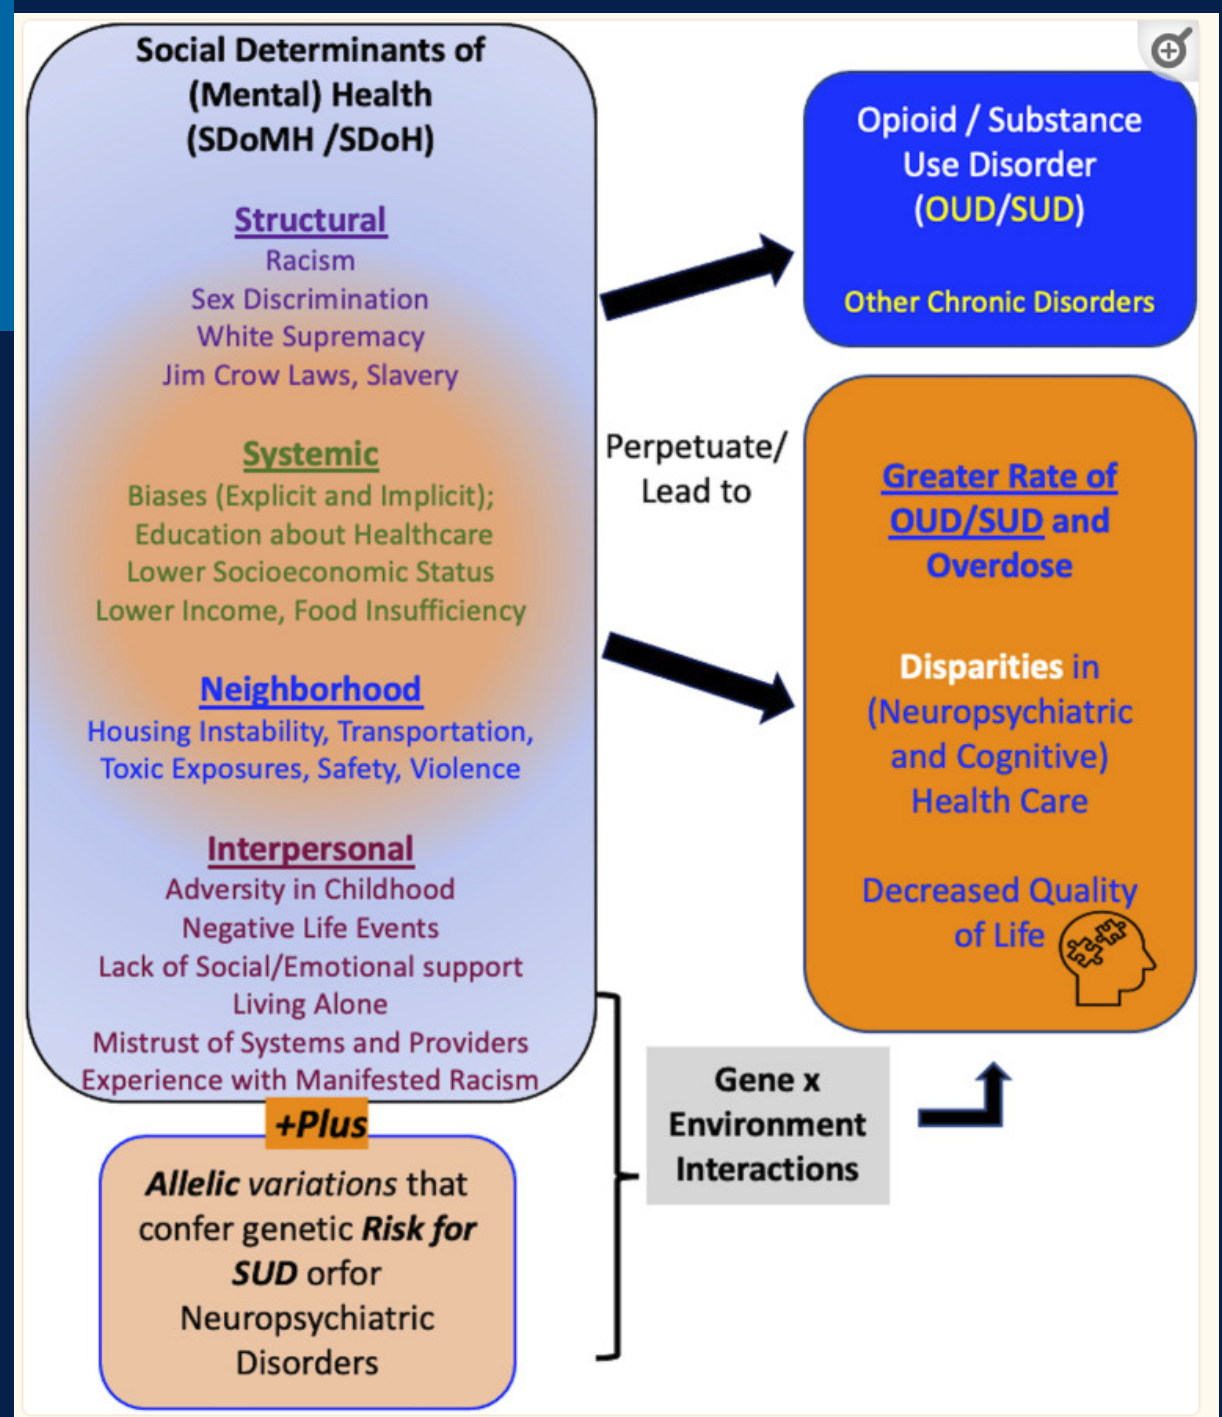 Social Determinants of
(Mental) Health
(SDoMH /SDoH)
Structural
Racism
Sex Discrimination
White Supremacy
Jim Crow Laws, Slavery
Systemic
Biases (Explicit and Implicit);
Education about Healthcare
Lower Socioeconomic Status
Lower Income, Food Insufficiency
Neighborhood
Housing Instability, Transportation,
Toxic Exposures, Safety, Violence
Interpersonal
Adversity in Childhood
Negative Life Events
Lack of Social/Emotional support
Living Alone
Mistrust of Systems and Providers
Experience with Manifested Racism
+Plus
Allelic variations that
confer genetic Risk for
SUD orfor
Neuropsychiatric
Disorders
Perpetuate/
Lead to
Opioid / Substance
Use Disorder
(OUD/SUD)
Other Chronic Disorders
Greater Rate of
OUD/SUD and
Overdose
Disparities in
(Neuropsychiatric
and Cognitive)
Health Care
Decreased Quality
of Life
Gene x
Environment
Interactions